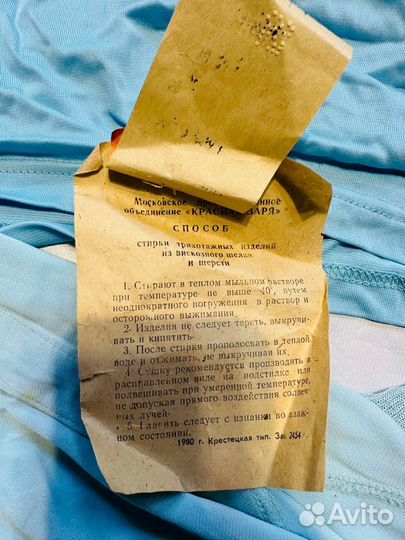 Московское производственное
объединение «КРАСНАЯ ЗАРЯ»
СПОСОБ
стирки трикотажных изделий
из вискозного шелка
и шерсти
1. Стирают в теплом мыльном растворе
при температуре не выше 40°, путем
неоднократного погружения в раствор и
осторожного выжимания.
2. Изделия не следует тереть, выкручи-
вать и кипятить.
3. После стирки прополоскать в теплой
воде и отжимать, не выкручивая их.
4. Сушку рекомендуется производить в
расправленном виде на подстилке или
подвешивать при умеренной температуре,
не допуская прямого воздействия солнеч-
ных лучей.
5. Гладить следует с изнанки во влаж-
ном состоянии.
1980 г. Крестецкая тип. Зак. 2454
Avito